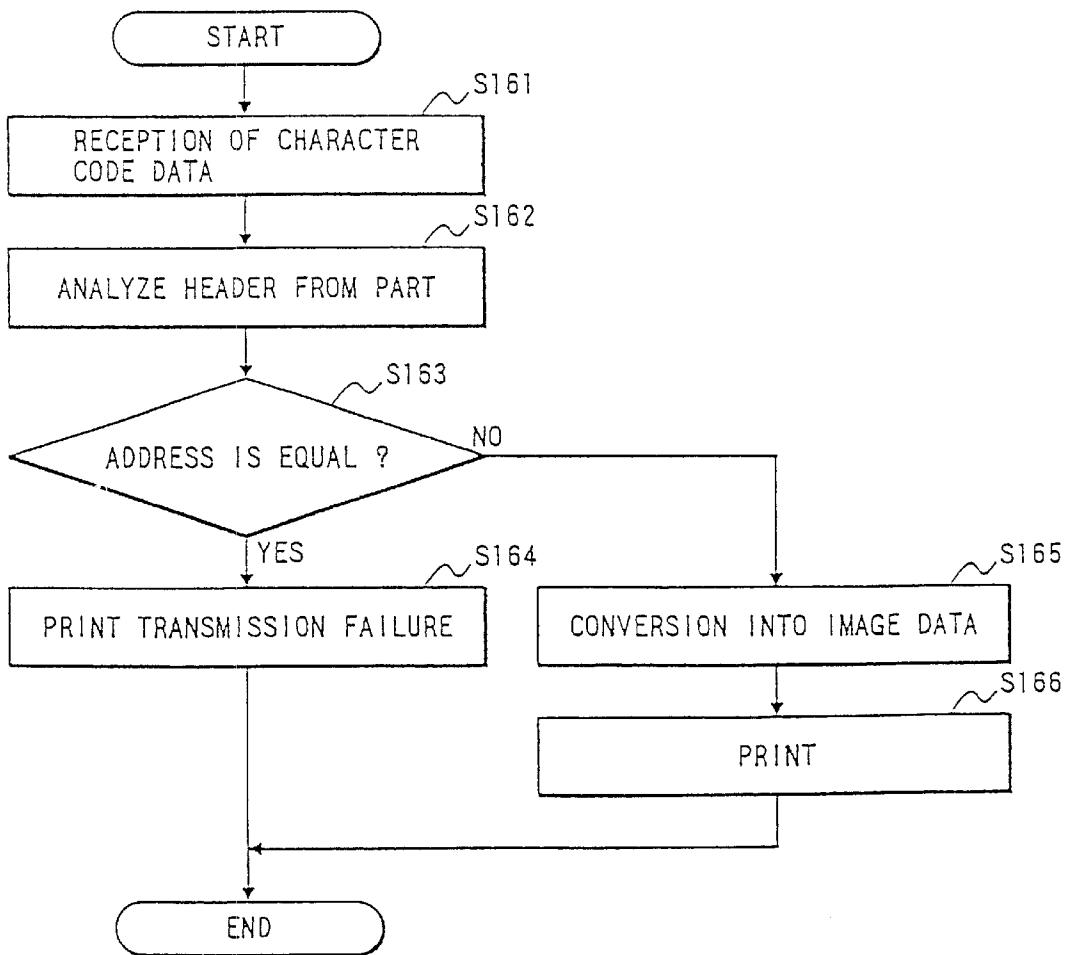 START
S161
RECEPTION OF CHARACTER
CODE DATA
S162
ANALYZE HEADER FROM PART
S163
ADDRESS IS EQUAL ?
NO
YES
S164
PRINT TRANSMISSION FAILURE
S165
CONVERSION INTO IMAGE DATA
S166
PRINT
END